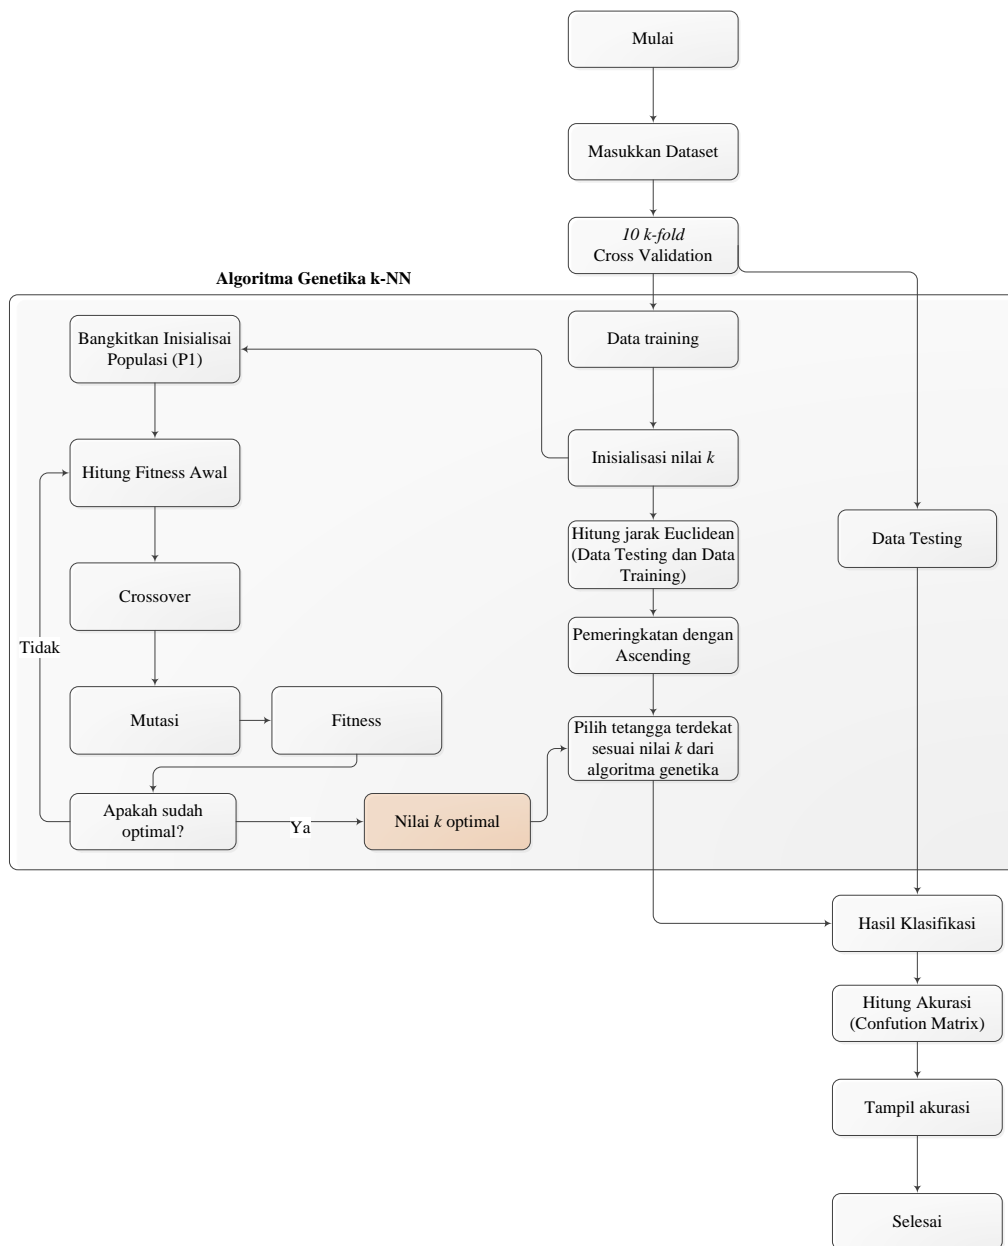 Mulai
Masukkan Dataset
10 k-fold
Cross Validation
Algoritma Genetika k-NN
Bangkitkan Inisialisai
Populasi (P1)
Data training
Hitung Fitness Awal
Inisialisasi nilai k
Hitung jarak Euclidean
(Data Testing dan Data
Training)
Data Testing
Crossover
Tidak
Pemeringkatan dengan
Ascending
Mutasi
Fitness
Pilih tetangga terdekat
sesuai nilai k dari
algoritma genetika
Apakah sudah
optimal?
Ya
Nilai k optimal
Hasil Klasifikasi
Hitung Akurasi
(Confution Matrix)
Tampil akurasi
Selesai